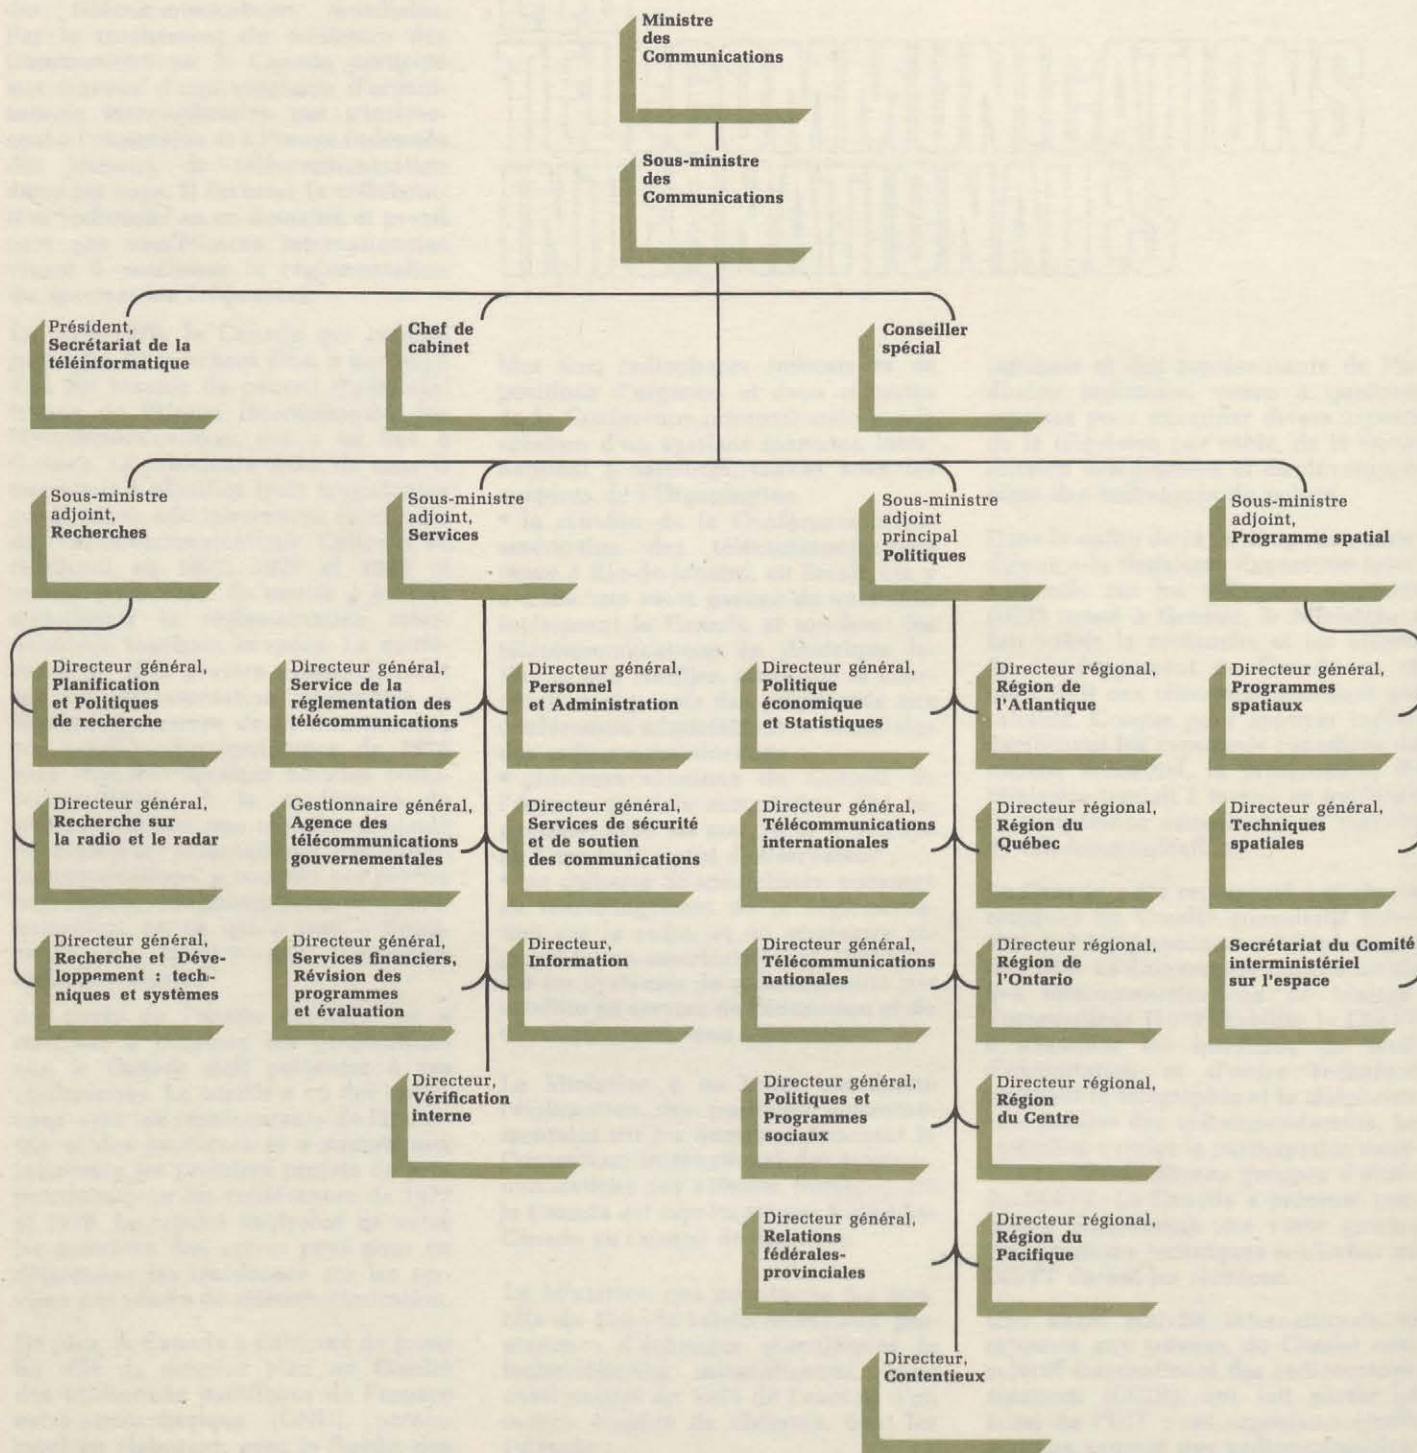 Ministre
des
Communications
Sous-ministre
des
Communications
Président,
Secrétariat de la
téléinformatique
Chef de
cabinet
Conseiller
spécial
Sous-ministre
adjoint,
Recherches
Sous-ministre
adjoint,
Services
Sous-ministre
adjoint
principal
Politiques
Sous-ministre
adjoint,
Programme spatial
Directeur général,
Planification
et Politiques
de recherche
Directeur général,
Service de la
réglementation des
télécommunications
Directeur général,
Personnel
et Administration
Directeur général,
Politique
économique
et Statistiques
Directeur régional,
Région de
l'Atlantique
Directeur général,
Programmes
spatiaux
Directeur général,
Recherche sur
la radio et le radar
Gestionnaire général,
Agence des
télécommunications
gouvernementales
Directeur général,
Services de sécurité
et de soutien
des communications
Directeur général,
Télécommunications
internationales
Directeur régional,
Région du
Québec
Directeur général,
Techniques
spatiales
Directeur général,
Recherche et Déve-
loppement : tech-
niques et systèmes
Directeur général,
Services financiers,
Révision des
programmes
et évaluation
Directeur,
Information
Directeur général,
Télécommunications
nationales
Directeur régional,
Région de
l'Ontario
Secrétariat du Comité
interministériel
sur l'espace
Directeur,
Vérification
interne
Directeur général,
Politiques et
Programmes
sociaux
Directeur régional,
Région
du Centre
Directeur général,
Relations
fédérales-
provinciales
Directeur régional,
Région du
Pacifique
Directeur,
Contentieux